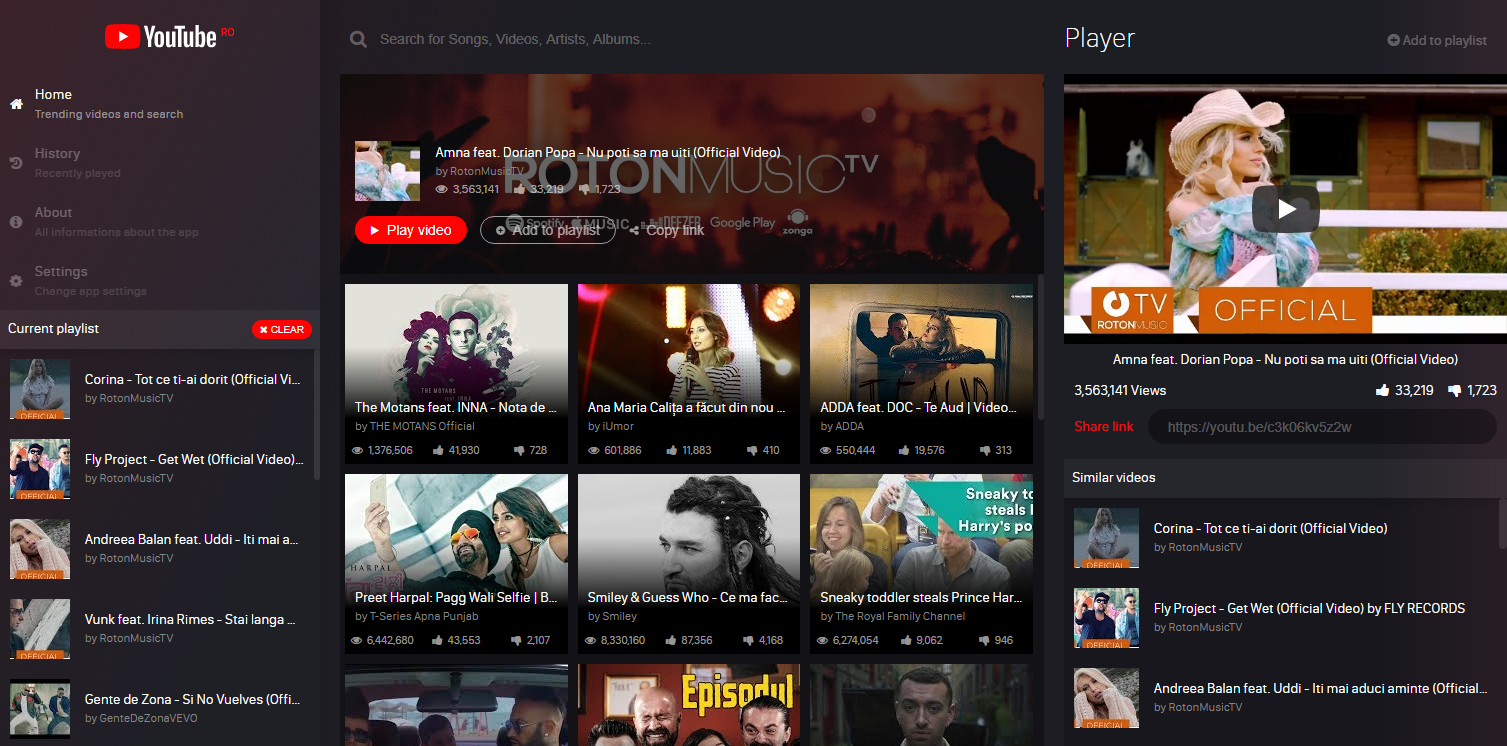 YouTube RO
Home
Trending videos and search
History
Recently played
About
All informations about the app
Settings
Change app settings
Current playlist
CLEAR
Corina - Tot ce ti-ai dorit (Official Vi...
by RotonMusicTV
OFFICIAL
Fly Project - Get Wet (Official Video)...
by RotonMusicTV
OFFICIAL
Andreea Balan feat. Uddi - Iti mai a...
by RotonMusicTV
OFFICIAL
Vunk feat. Irina Rimes - Stai langa ...
by RotonMusicTV
OFFICIAL
Gente de Zona - Si No Vuelves (Offi...
by GenteDeZonaVEVO
Search for Songs, Videos, Artists, Albums...
Amna feat. Dorian Popa - Nu poti sa ma uiti (Official Video)
by RotonMusicTV
3,563,141 33,219 1,723
ROTONMUSICTV
Spotify MUSIC DEEZER Google Play zonga
Play video
Add to playlist
Copy link
THE MOTANS
The Motans feat. INNA - Nota de ...
by THE MOTANS Official
1,376,506 41,930 728
Ana Maria Calița a făcut din nou ...
by iUmor
601,886 11,883 410
TE AUD
ADDA feat. DOC - Te Aud | Video...
by ADDA
550,444 19,576 313
HARPAL
Preet Harpal: Pagg Wali Selfie | B...
by T-Series Apna Punjab
6,442,680 43,553 2,107
Smiley & Guess Who - Ce ma fac...
by Smiley
8,330,160 87,356 4,168
Sneaky to
steals
Harry's po
Sneaky toddler steals Prince Har...
by The Royal Family Channel
6,274,054 9,062 946
Episodul
Player
Add to playlist
TV
ROTONMUSIC
OFFICIAL
Amna feat. Dorian Popa - Nu poti sa ma uiti (Official Video)
3,563,141 Views
33,219 1,723
Share link
https://youtu.be/c3k06kv5z2w
Similar videos
Corina - Tot ce ti-ai dorit (Official Video)
by RotonMusicTV
OFFICIAL
Fly Project - Get Wet (Official Video) by FLY RECORDS
by RotonMusicTV
OFFICIAL
Andreea Balan feat. Uddi - Iti mai aduci aminte (Official...
by RotonMusicTV
OFFICIAL